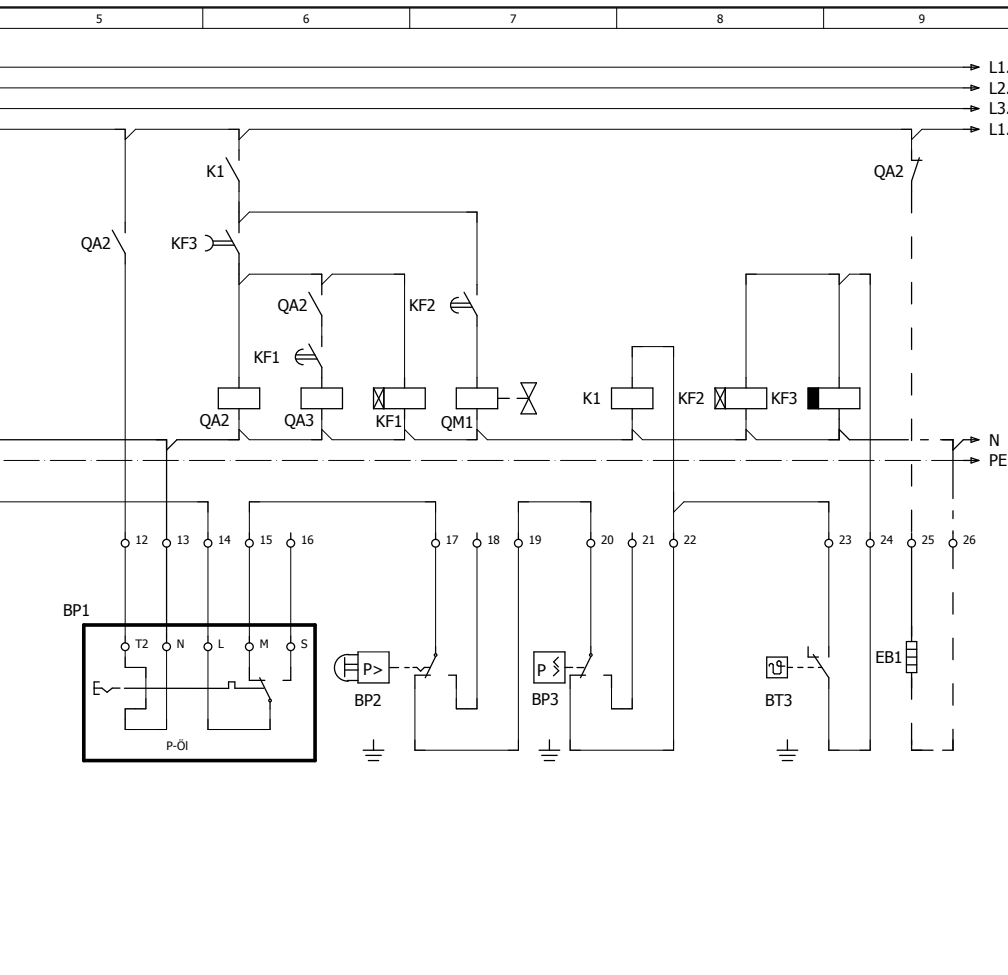 5 6 7 8 9
L1.
L2.
L3.
L1.
K1 QA2
QA2 KF3
QA2 KF2
KF1
K1 KF2 KF3
QA2 QA3 KF1 QM1
N
PE
12 13 14 15 16 17 18 19 20 21 22 23 24 25 26
BP1
T2 N L M S
P> P EB1
BP2 BP3 BT3
P-Öl